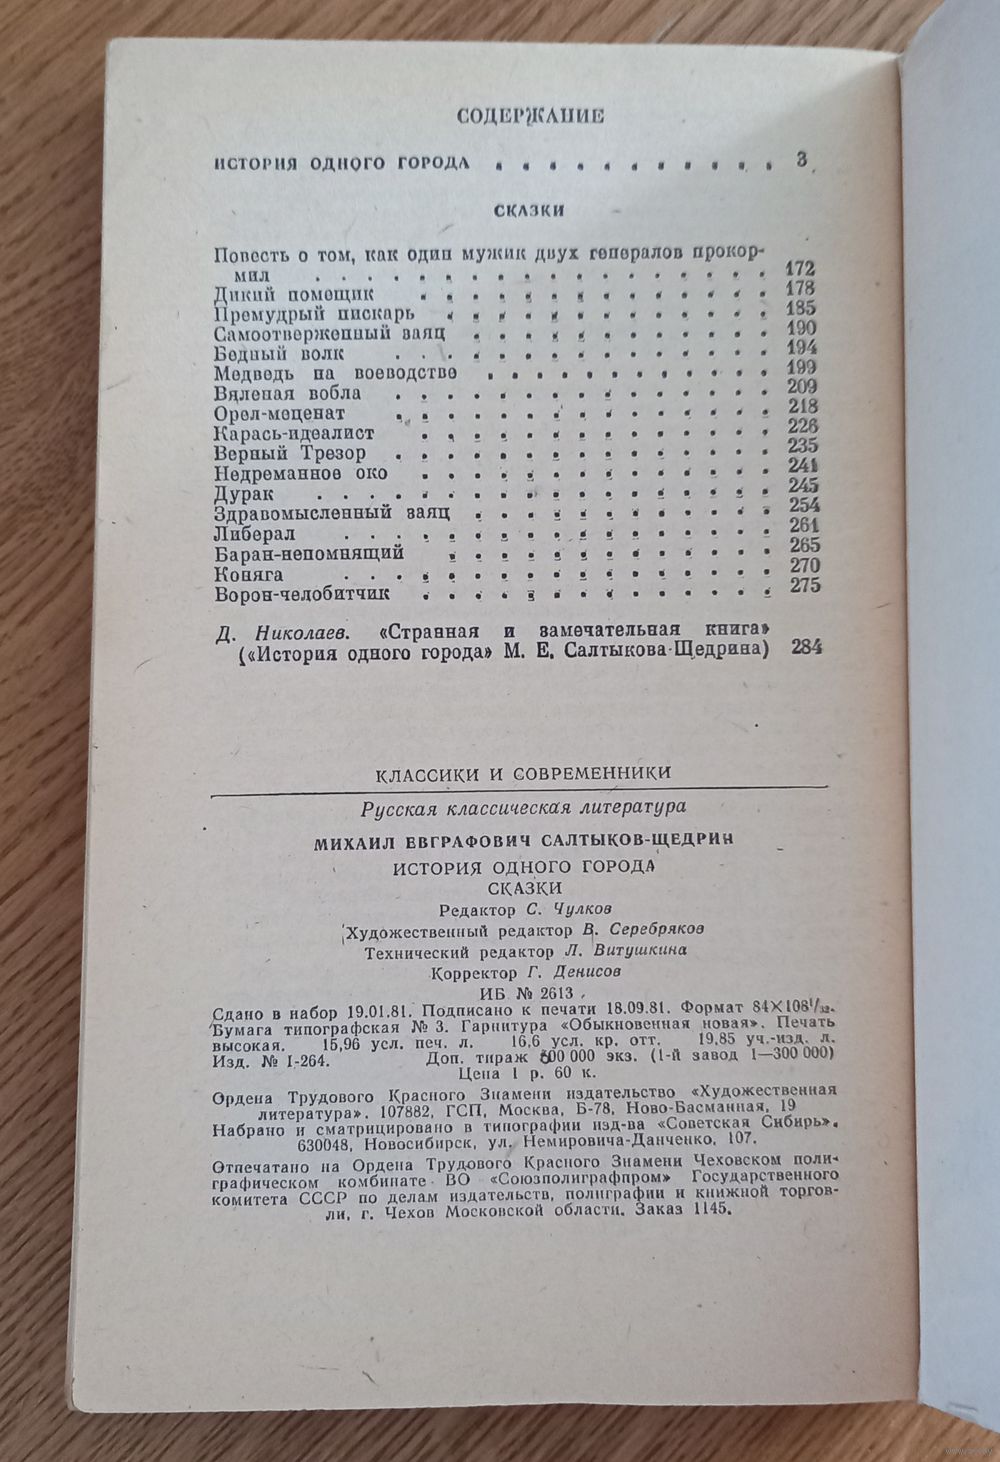 СОДЕРЖАНИЕ
ИСТОРИЯ ОДНОГО ГОРОДА . . . . . . . . . . . 3
СКАЗКИ
Повесть о том, как один мужик двух генералов прокор-
мил . . . . . . . . . . . . . . . . . . 172
Дикий помещик . . . . . . . . . . . . . . 178
Премудрый пискарь . . . . . . . . . . . . . 185
Самоотверженный заяц . . . . . . . . . . . . 190
Бедный волк . . . . . . . . . . . . . . . 194
Медведь на воеводстве . . . . . . . . . . . 199
Вяленая вобла . . . . . . . . . . . . . . . 209
Орел-меценат . . . . . . . . . . . . . . . 218
Карась-идеалист . . . . . . . . . . . . . . 226
Верный Трезор . . . . . . . . . . . . . . . 235
Недреманное око . . . . . . . . . . . . . . 241
Дурак . . . . . . . . . . . . . . . . . . 245
Здравомысленный заяц . . . . . . . . . . . . 254
Либерал . . . . . . . . . . . . . . . . . 261
Баран-непомнящий . . . . . . . . . . . . . 265
Коняга . . . . . . . . . . . . . . . . . 270
Ворон-челобитчик . . . . . . . . . . . . . . 275
Д. Николаев. «Странная и замечательная книга»
(«История одного города» М. Е. Салтыкова-Щедрина) 284
КЛАССИКИ И СОВРЕМЕННИКИ
Русская классическая литература
МИХАИЛ ЕВГРАФОВИЧ САЛТЫКОВ-ЩЕДРИН
ИСТОРИЯ ОДНОГО ГОРОДА
СКАЗКИ
Редактор С. Чулков
Художественный редактор В. Серебряков
Технический редактор Л. Витушкина
Корректор Г. Денисов
ИБ № 2613
Сдано в набор 19.01.81. Подписано к печати 18.09.81. Формат 84×108¹/₃₂.
Бумага типографская № 3. Гарнитура «Обыкновенная новая». Печать
высокая. 15,96 усл. печ. л. 16,6 усл. кр. отт. 19,85 уч.-изд. л.
Изд. № I-264. Доп. тираж 500 000 экз. (1-й завод 1—300 000)
Цена 1 р. 60 к.
Ордена Трудового Красного Знамени издательство «Художественная
литература». 107882, ГСП, Москва, Б-78, Ново-Басманная, 19
Набрано и сматрицировано в типографии изд-ва «Советская Сибирь».
630048, Новосибирск, ул. Немировича-Данченко, 107.
Отпечатано на Ордена Трудового Красного Знамени Чеховском поли-
графическом комбинате ВО «Союзполиграфпром» Государственного
комитета СССР по делам издательств, полиграфии и книжной торгов-
ли, г. Чехов Московской области. Заказ 1145.